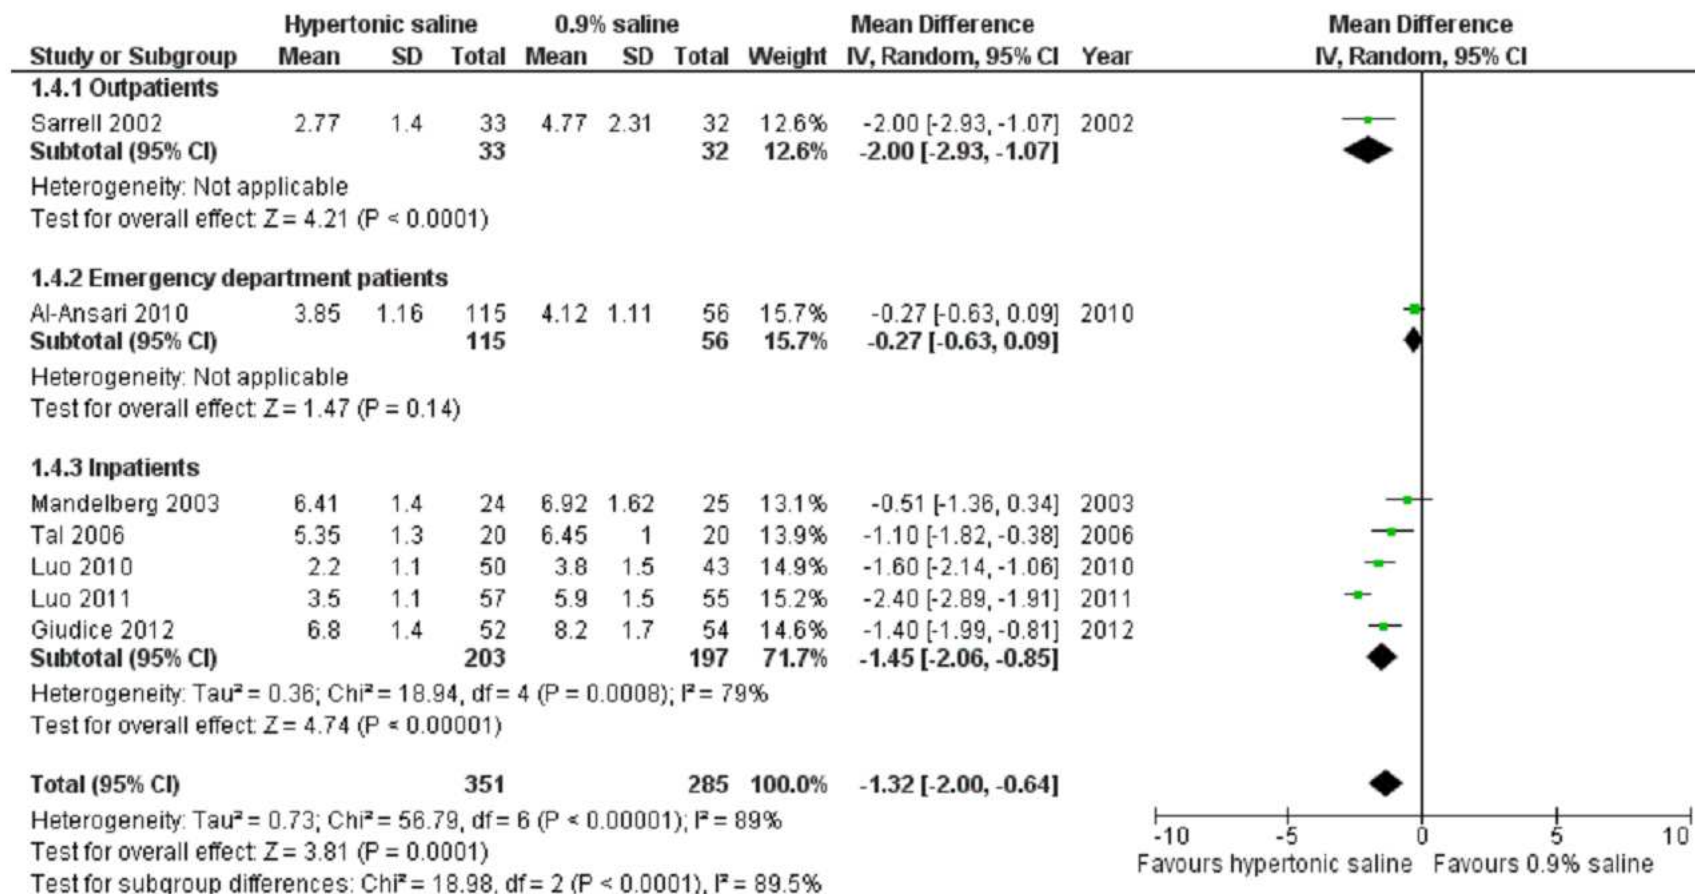 Hypertonic saline 0.9% saline Mean Difference Mean Difference
Study or Subgroup Mean SD Total Mean SD Total Weight IV, Random, 95% CI Year IV, Random, 95% CI
1.4.1 Outpatients
Sarrell 2002 2.77 1.4 33 4.77 2.31 32 12.6% -2.00 [-2.93, -1.07] 2002
Subtotal (95% CI) 33 32 12.6% -2.00 [-2.93, -1.07]
Heterogeneity: Not applicable
Test for overall effect: Z = 4.21 (P < 0.0001)
1.4.2 Emergency department patients
Al-Ansari 2010 3.85 1.16 115 4.12 1.11 56 15.7% -0.27 [-0.63, 0.09] 2010
Subtotal (95% CI) 115 56 15.7% -0.27 [-0.63, 0.09]
Heterogeneity: Not applicable
Test for overall effect: Z = 1.47 (P = 0.14)
1.4.3 Inpatients
Mandelberg 2003 6.41 1.4 24 6.92 1.62 25 13.1% -0.51 [-1.36, 0.34] 2003
Tal 2006 5.35 1.3 20 6.45 1 20 13.9% -1.10 [-1.82, -0.38] 2006
Luo 2010 2.2 1.1 50 3.8 1.5 43 14.9% -1.60 [-2.14, -1.06] 2010
Luo 2011 3.5 1.1 57 5.9 1.5 55 15.2% -2.40 [-2.89, -1.91] 2011
Giudice 2012 6.8 1.4 52 8.2 1.7 54 14.6% -1.40 [-1.99, -0.81] 2012
Subtotal (95% CI) 203 197 71.7% -1.45 [-2.06, -0.85]
Heterogeneity: Tau² = 0.36; Chi² = 18.94, df = 4 (P = 0.0008); I² = 79%
Test for overall effect: Z = 4.74 (P < 0.00001)
Total (95% CI) 351 285 100.0% -1.32 [-2.00, -0.64]
Heterogeneity: Tau² = 0.73; Chi² = 56.79, df = 6 (P < 0.00001); I² = 89%
Test for overall effect: Z = 3.81 (P = 0.0001)
Test for subgroup differences: Chi² = 18.98, df = 2 (P < 0.0001), I² = 89.5%
-10 -5 0 5 10
Favours hypertonic saline Favours 0.9% saline